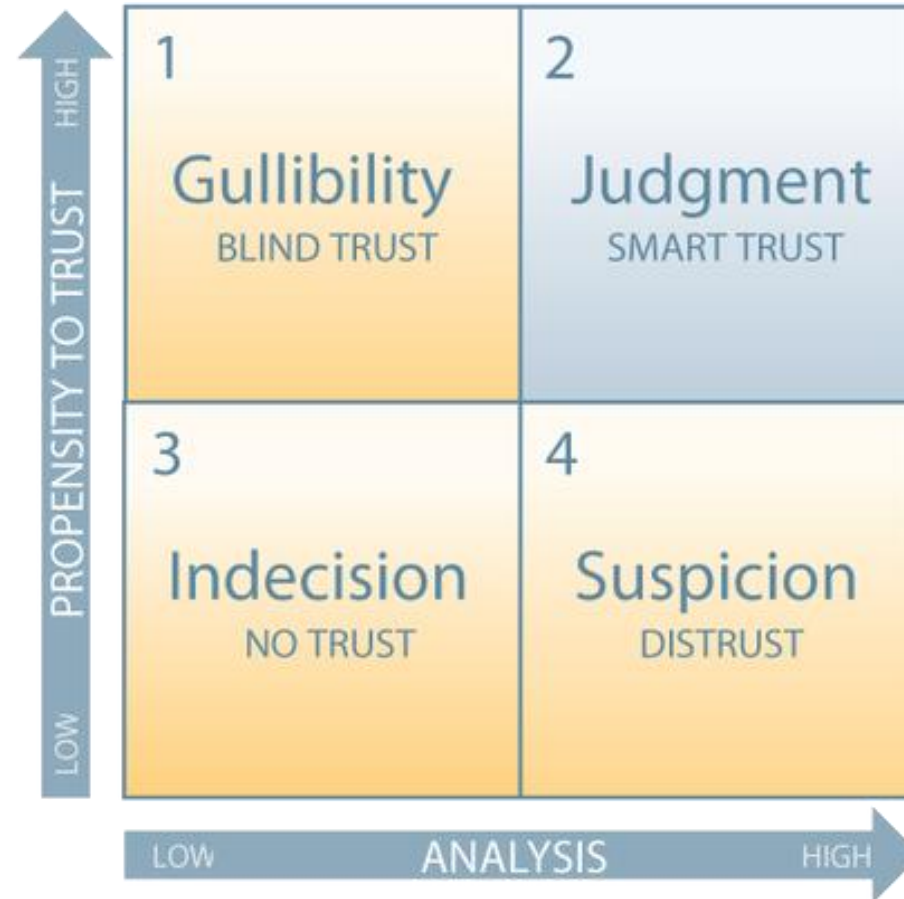 1
Gullibility
BLIND TRUST
2
Judgment
SMART TRUST
3
Indecision
NO TRUST
4
Suspicion
DISTRUST
HIGH
PROPENSITY TO TRUST
LOW
LOW
ANALYSIS
HIGH